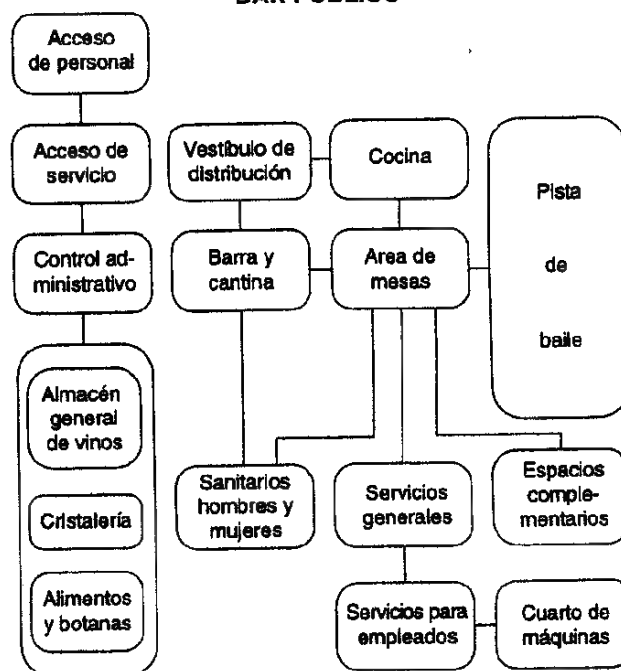 BAR PÚBLICO
Acceso
de personal
Acceso de
servicio
Control ad-
ministrativo
Almacén
general
de vinos
Cristalería
Alimentos
y botanas
Vestíbulo de
distribución
Cocina
Barra y
cantina
Area de
mesas
Pista
de
baile
Sanitarios
hombres y
mujeres
Servicios
generales
Espacios
comple-
mentarios
Servicios para
empleados
Cuarto de
máquinas